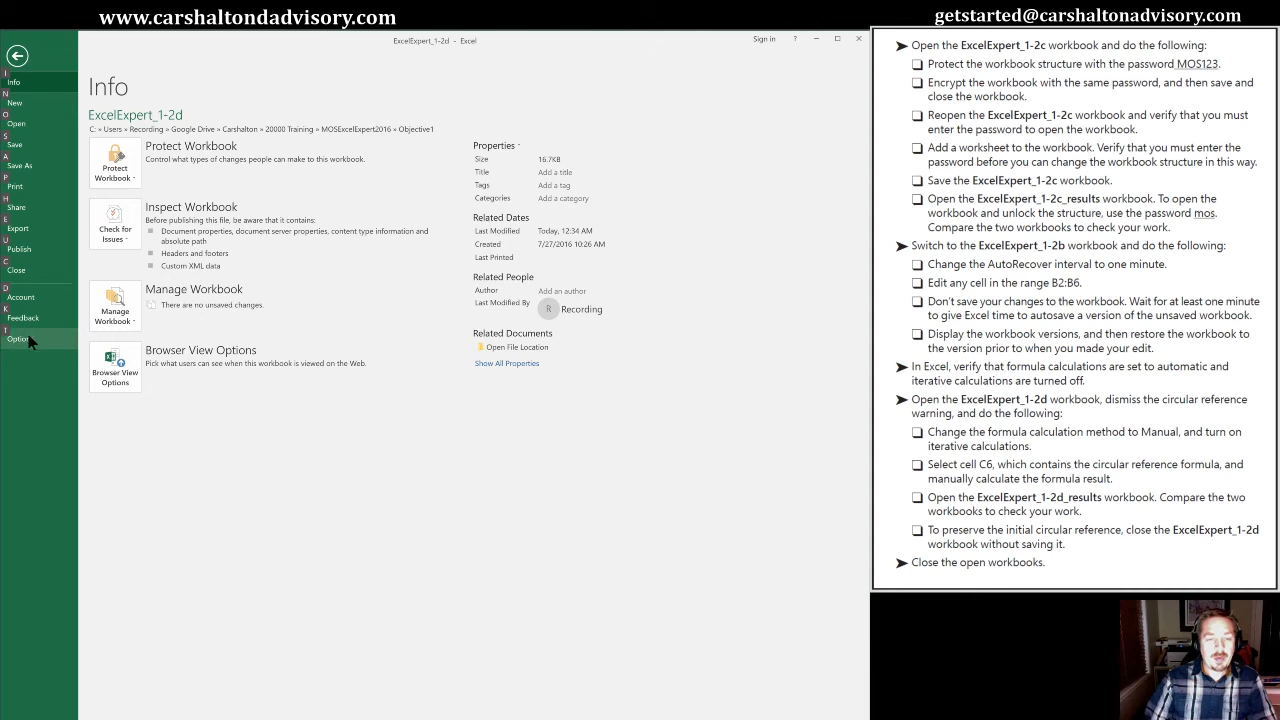 www.carshaltondadvisory.com
getstarted@carshaltonadvisory.com
ExcelExpert_1-2d - Excel
Sign in
?
I
Info
N
New
O
Open
S
Save
A
Save As
P
Print
H
Share
E
Export
U
Publish
C
Close
D
Account
K
Feedback
T
Info
ExcelExpert_1-2d
C: » Users » Recording » Google Drive » Carshalton » 20000 Training » MOSExcelExpert2016 » Objective1
Protect Workbook
Protect Workbook
Control what types of changes people can make to this workbook.
Check for Issues
Inspect Workbook
Before publishing this file, be aware that it contains:
Document properties, document server properties, content type information and
absolute path
Headers and footers
Custom XML data
Manage Workbook
Manage Workbook
There are no unsaved changes.
Browser View Options
Browser View Options
Pick what users can see when this workbook is viewed on the Web.
Properties
Size 16.7KB
Title Add a title
Tags Add a tag
Categories Add a category
Related Dates
Last Modified Today, 12:34 AM
Created 7/27/2016 10:26 AM
Last Printed
Related People
Author Add an author
Last Modified By R Recording
Related Documents
Open File Location
Show All Properties
➤ Open the ExcelExpert_1-2c workbook and do the following:
❑ Protect the workbook structure with the password MOS123.
❑ Encrypt the workbook with the same password, and then save and
close the workbook.
❑ Reopen the ExcelExpert_1-2c workbook and verify that you must
enter the password to open the workbook.
❑ Add a worksheet to the workbook. Verify that you must enter the
password before you can change the workbook structure in this way.
❑ Save the ExcelExpert_1-2c workbook.
❑ Open the ExcelExpert_1-2c_results workbook. To open the
workbook and unlock the structure, use the password mos.
Compare the two workbooks to check your work.
➤ Switch to the ExcelExpert_1-2b workbook and do the following:
❑ Change the AutoRecover interval to one minute.
❑ Edit any cell in the range B2:B6.
❑ Don't save your changes to the workbook. Wait for at least one minute
to give Excel time to autosave a version of the unsaved workbook.
❑ Display the workbook versions, and then restore the workbook to
the version prior to when you made your edit.
➤ In Excel, verify that formula calculations are set to automatic and
iterative calculations are turned off.
➤ Open the ExcelExpert_1-2d workbook, dismiss the circular reference
warning, and do the following:
❑ Change the formula calculation method to Manual, and turn on
iterative calculations.
❑ Select cell C6, which contains the circular reference formula, and
manually calculate the formula result.
❑ Open the ExcelExpert_1-2d_results workbook. Compare the two
workbooks to check your work.
❑ To preserve the initial circular reference, close the ExcelExpert_1-2d
workbook without saving it.
➤ Close the open workbooks.